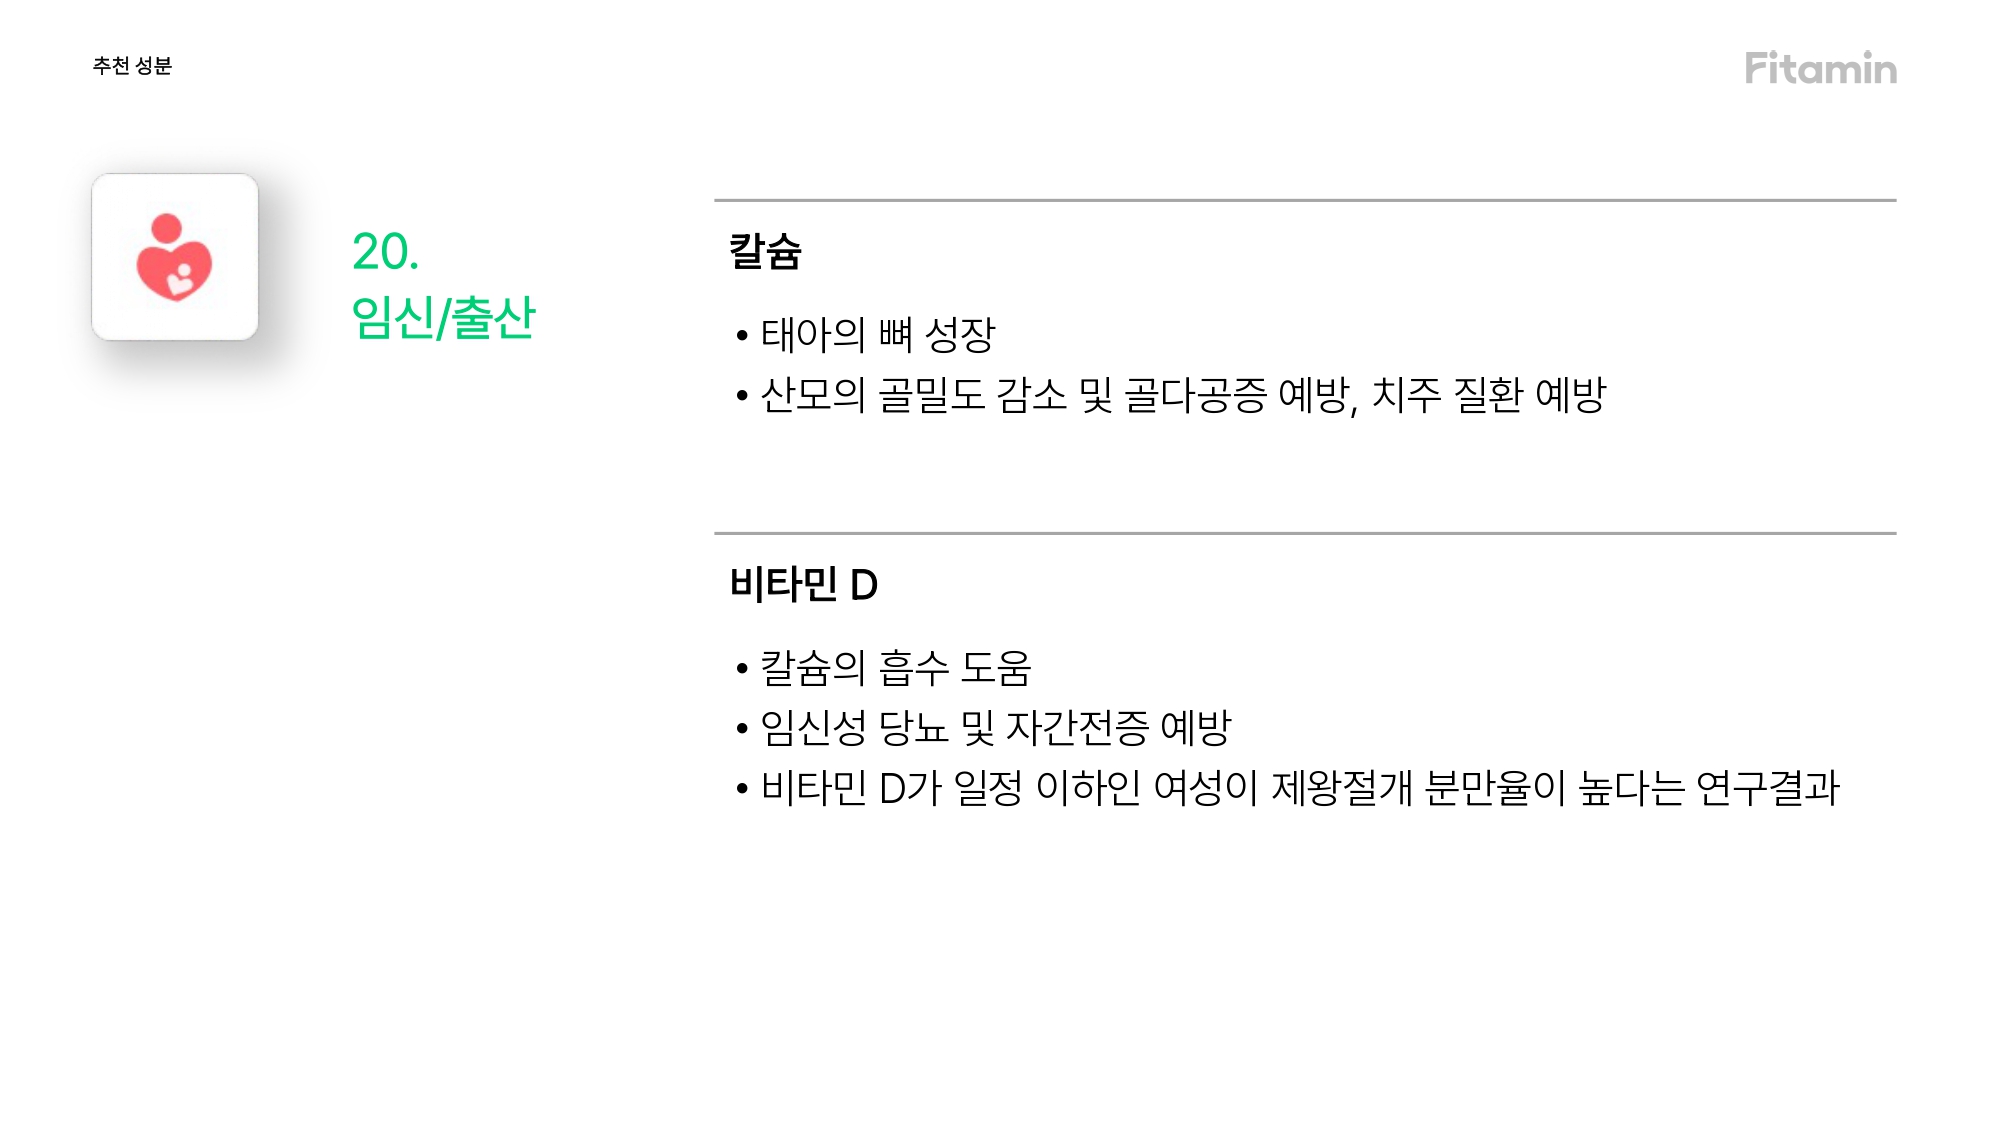 추천 성분
Fitamin
20.
임신/출산
칼슘
• 태아의 뼈 성장
• 산모의 골밀도 감소 및 골다공증 예방, 치주 질환 예방
비타민 D
• 칼슘의 흡수 도움
• 임신성 당뇨 및 자간전증 예방
• 비타민 D가 일정 이하인 여성이 제왕절개 분만율이 높다는 연구결과